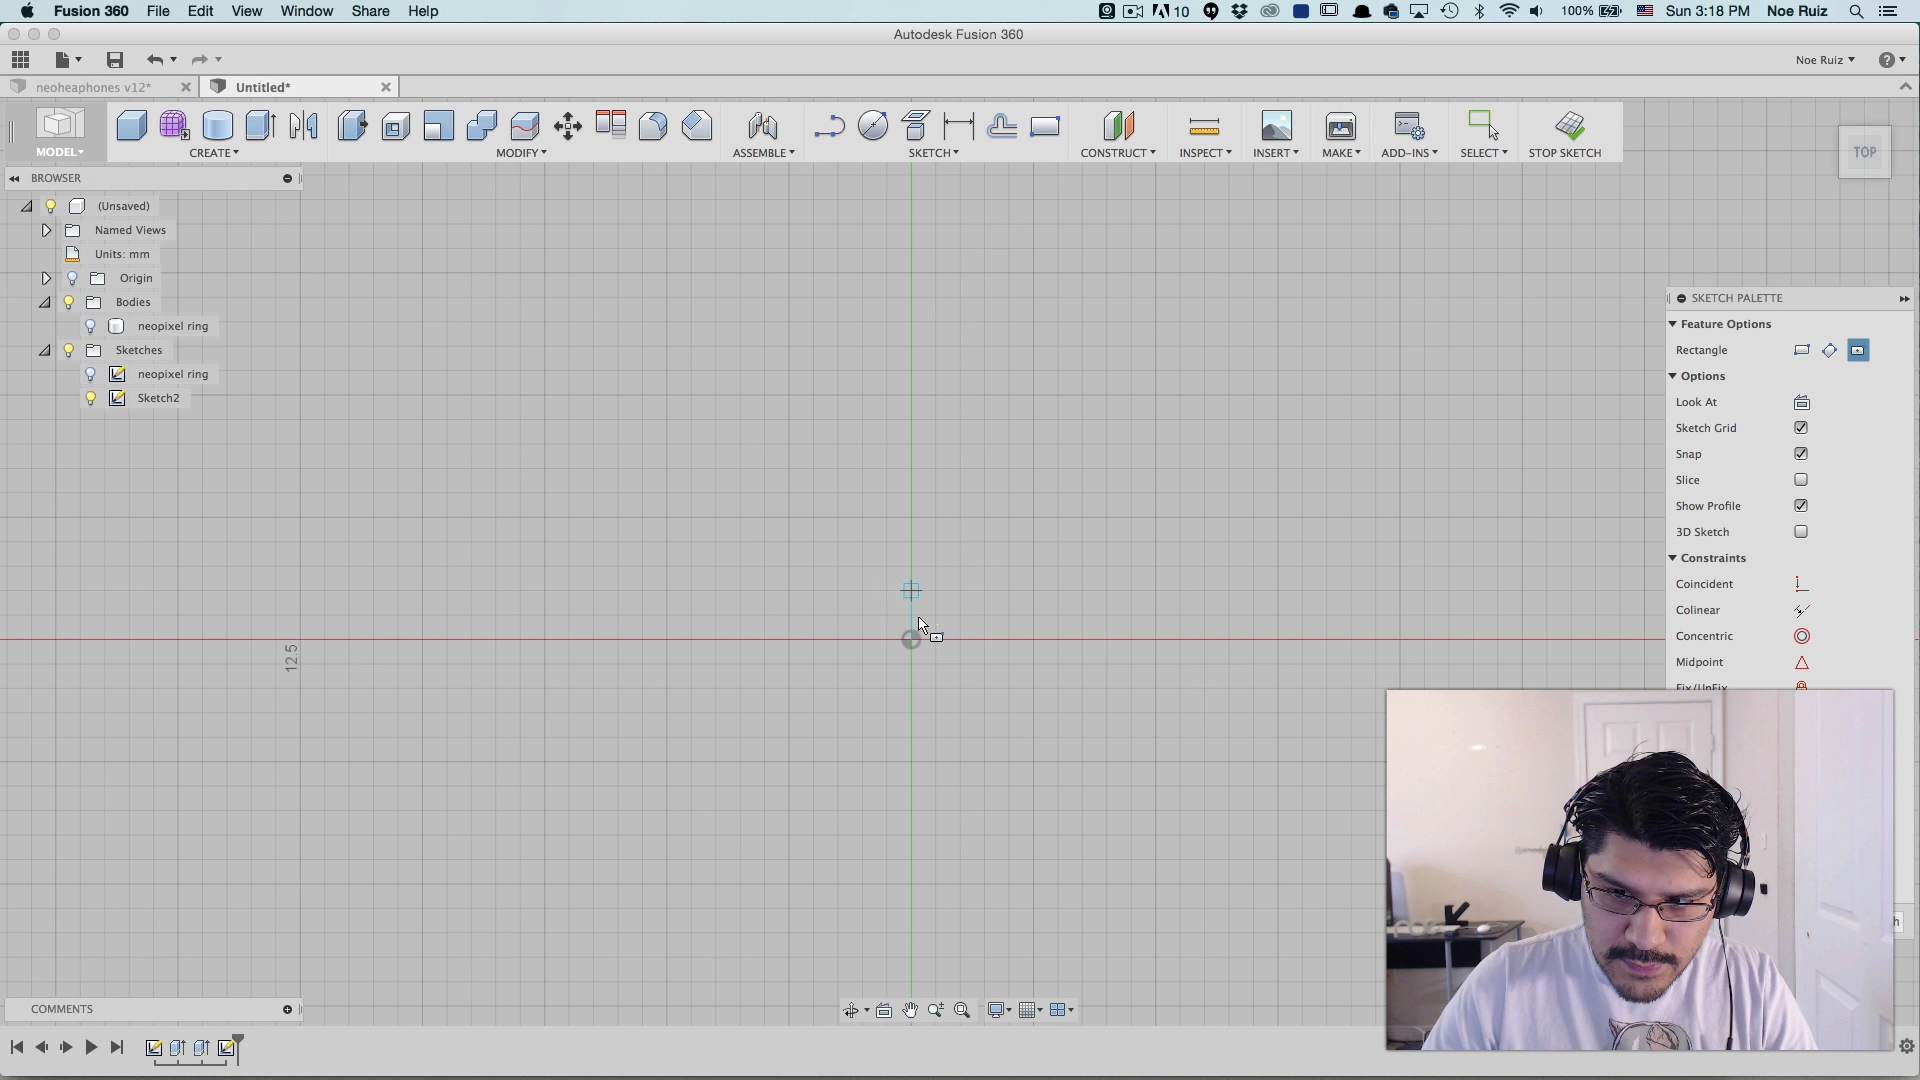 Fusion 360 File Edit View Window Share Help 10 100% Sun 3:18 PM Noe Ruiz
Autodesk Fusion 360
Noe Ruiz
neoheaphones v12* Untitled*
MODEL CREATE MODIFY ASSEMBLE SKETCH CONSTRUCT INSPECT INSERT MAKE ADD-INS SELECT STOP SKETCH
TOP
BROWSER
(Unsaved)
Named Views
Units: mm
Origin
Bodies
neopixel ring
Sketches
neopixel ring
Sketch2
12.5
SKETCH PALETTE
Feature Options
Rectangle
Options
Look At
Sketch Grid
Snap
Slice
Show Profile
3D Sketch
Constraints
Coincident
Colinear
Concentric
Midpoint
Fix/UnFix
COMMENTS